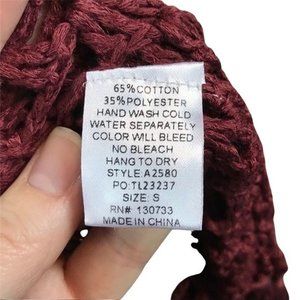 65%COTTON
35%POLYESTER
HAND WASH COLD
WATER SEPARATELY
COLOR WILL BLEED
NO BLEACH
HANG TO DRY
STYLE:A2580
PO:TL23237
SIZE: S
RN# 130733
MADE IN CHINA